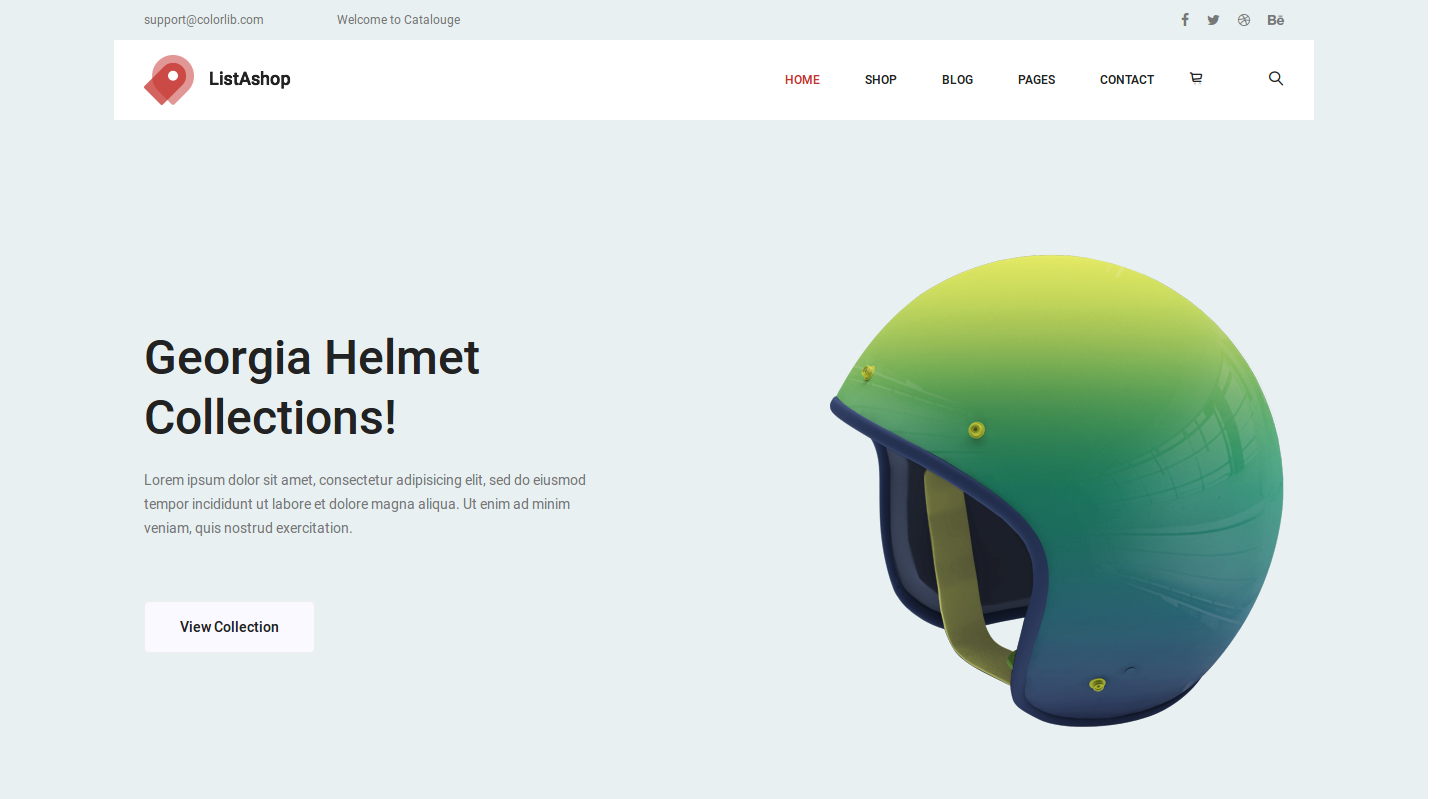 support@colorlib.com
Welcome to Catalouge
Bē
ListAshop
HOME
SHOP
BLOG
PAGES
CONTACT
Georgia Helmet
Collections!
Lorem ipsum dolor sit amet, consectetur adipisicing elit, sed do eiusmod
tempor incididunt ut labore et dolore magna aliqua. Ut enim ad minim
veniam, quis nostrud exercitation.
View Collection